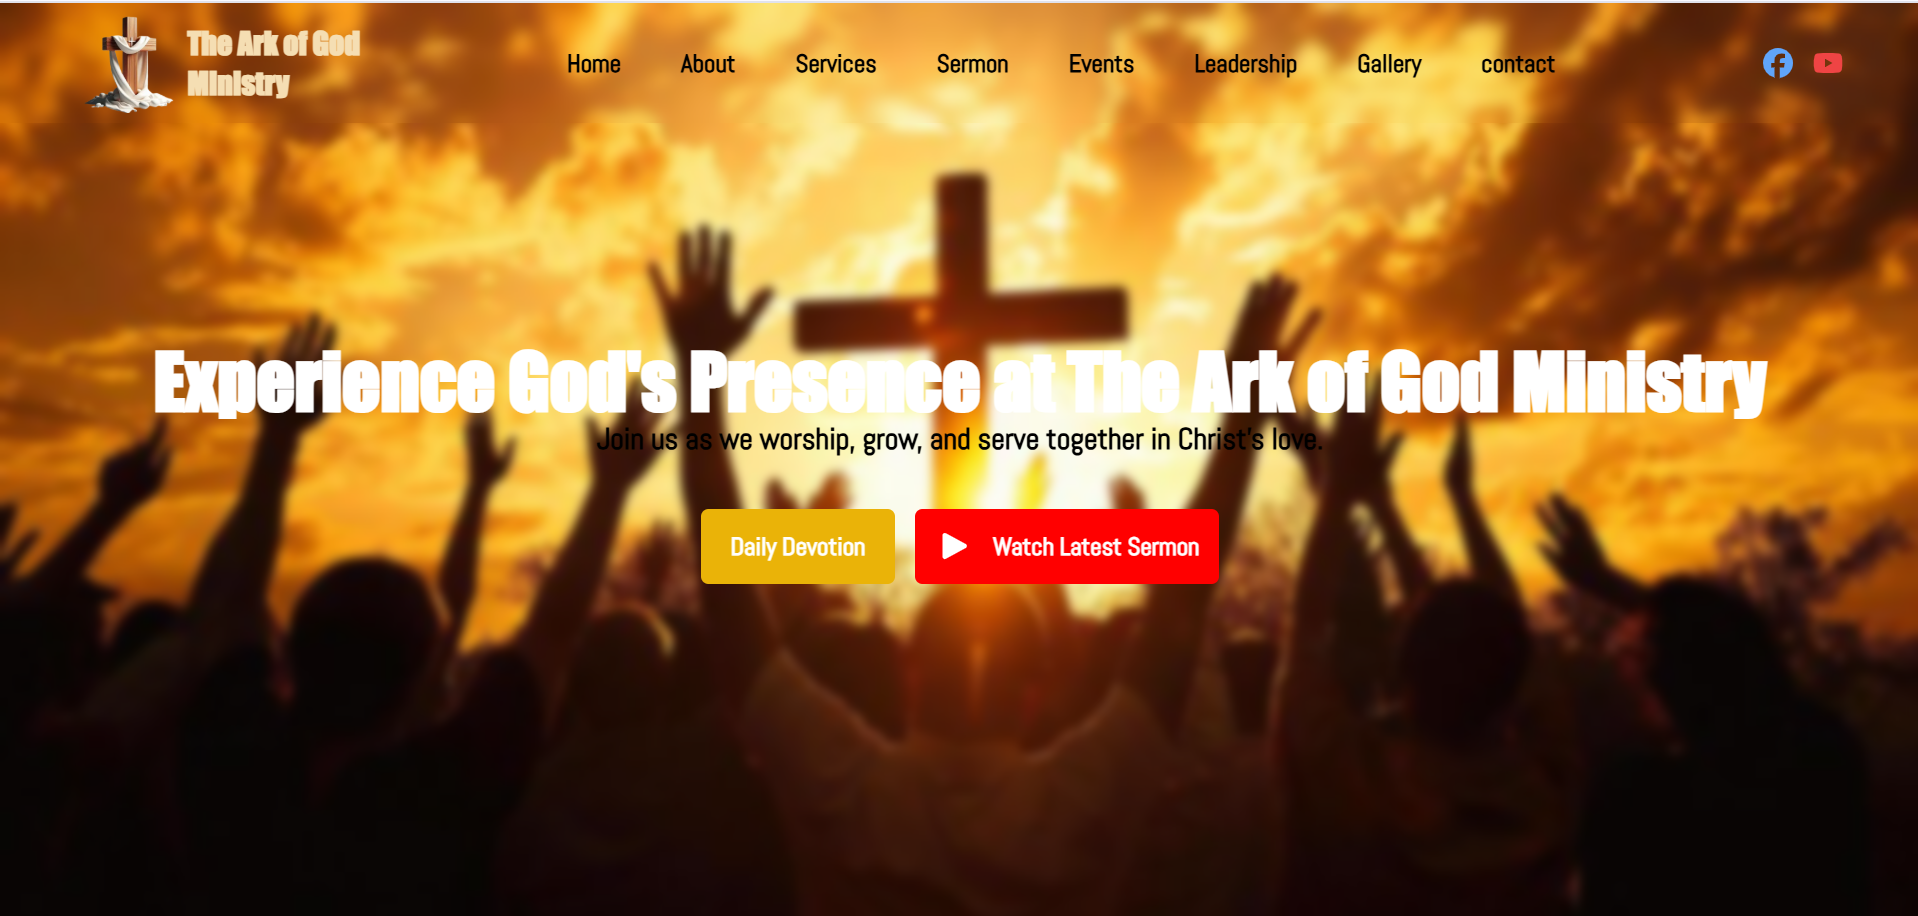 The Ark of God
Ministry
Home About Services Sermon Events Leadership Gallery contact
Experience God's Presence at The Ark of God Ministry
Join us as we worship, grow, and serve together in Christ's love.
Daily Devotion Watch Latest Sermon